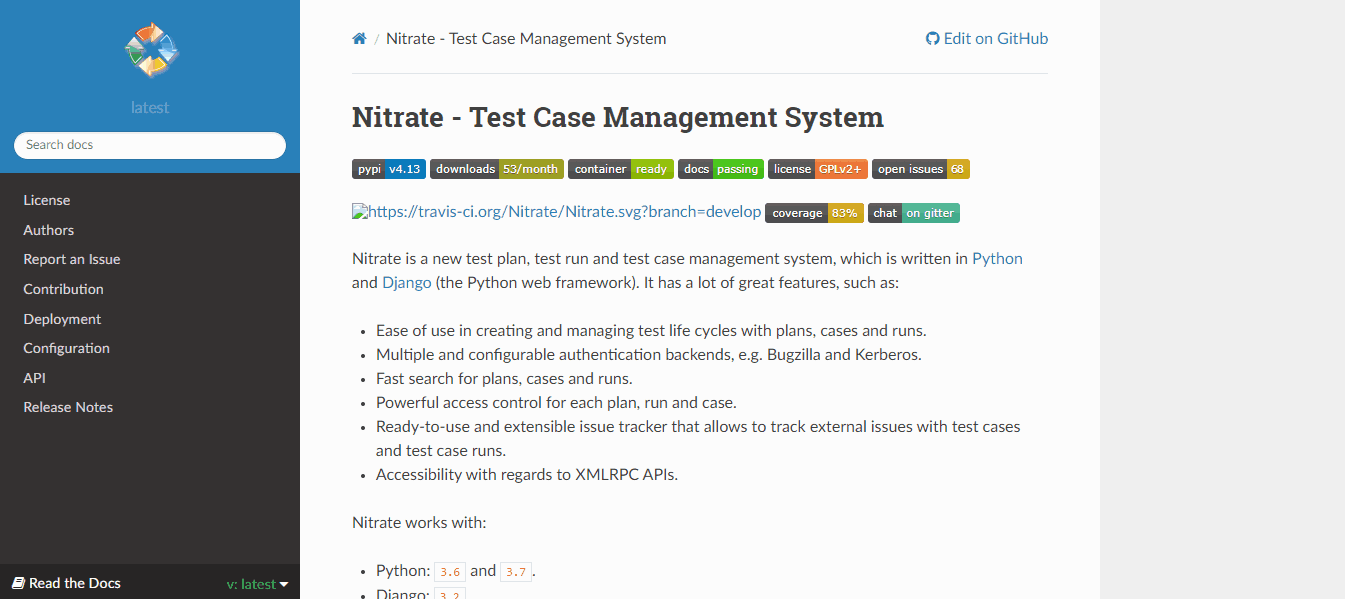 latest
Search docs
License
Authors
Report an Issue
Contribution
Deployment
Configuration
API
Release Notes
Read the Docs v: latest
/ Nitrate - Test Case Management System Edit on GitHub
Nitrate - Test Case Management System
pypi v4.13 downloads 53/month container ready docs passing license GPLv2+ open issues 68
https://travis-ci.org/Nitrate/Nitrate.svg?branch=develop coverage 83% chat on gitter
Nitrate is a new test plan, test run and test case management system, which is written in Python
and Django (the Python web framework). It has a lot of great features, such as:
• Ease of use in creating and managing test life cycles with plans, cases and runs.
• Multiple and configurable authentication backends, e.g. Bugzilla and Kerberos.
• Fast search for plans, cases and runs.
• Powerful access control for each plan, run and case.
• Ready-to-use and extensible issue tracker that allows to track external issues with test cases
and test case runs.
• Accessibility with regards to XMLRPC APIs.
Nitrate works with:
• Python: 3.6 and 3.7.
• Django: 3.2